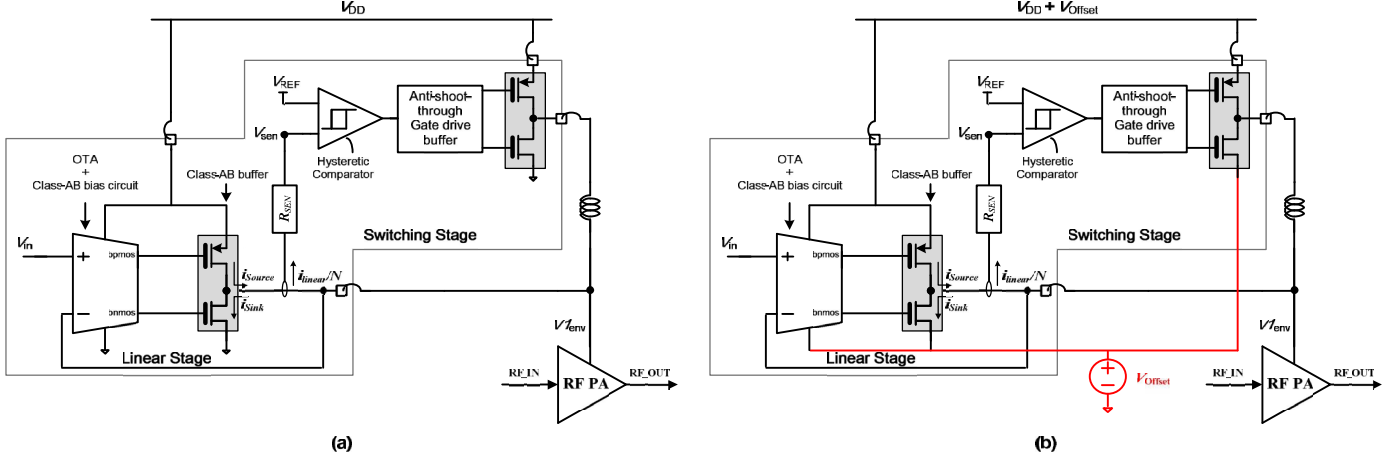 VDD
VREF
Vsen
Hysteretic
Comparator
Anti-shoot-
through
Gate drive
buffer
OTA
+
Class-AB bias circuit
Class-AB buffer
RSEN
Switching Stage
Vin
+
bpmos
iSource
ilinear/N
iSink
−
bnmos
Linear Stage
V1env
RF_IN
RF PA
RF_OUT
(a)
VDD + VOffset
VREF
Vsen
Hysteretic
Comparator
Anti-shoot-
through
Gate drive
buffer
OTA
+
Class-AB bias circuit
Class-AB buffer
RSEN
Switching Stage
Vin
+
bpmos
iSource
ilinear/N
iSink
−
bnmos
Linear Stage
V1env
+
−
VOffset
RF_IN
RF PA
RF_OUT
(b)